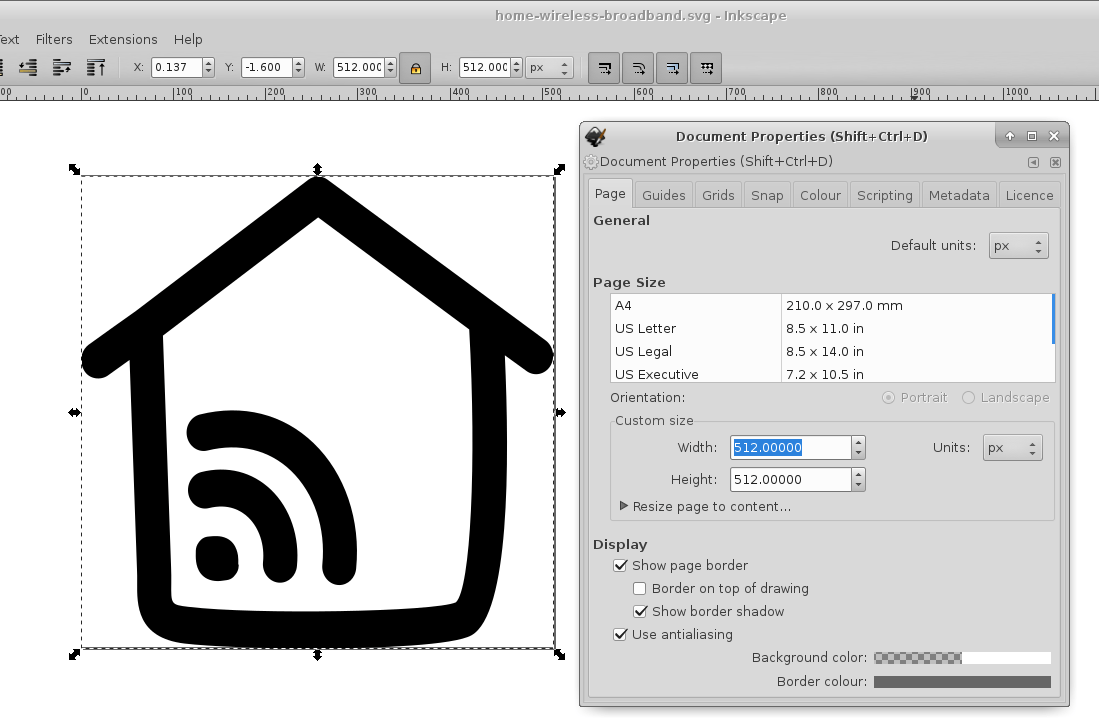 home-wireless-broadband.svg - Inkscape
Text Filters Extensions Help
X: 0.137 Y: -1.600 W: 512.000 H: 512.000 px
00 0 100 200 300 400 500 600 700 800 900 1000
Document Properties (Shift+Ctrl+D)
Document Properties (Shift+Ctrl+D)
Page Guides Grids Snap Colour Scripting Metadata Licence
General
Default units: px
Page Size
A4 210.0 x 297.0 mm
US Letter 8.5 x 11.0 in
US Legal 8.5 x 14.0 in
US Executive 7.2 x 10.5 in
Orientation: Portrait Landscape
Custom size
Width: 512.00000 Units: px
Height: 512.00000
Resize page to content...
Display
Show page border
Border on top of drawing
Show border shadow
Use antialiasing
Background color:
Border colour: